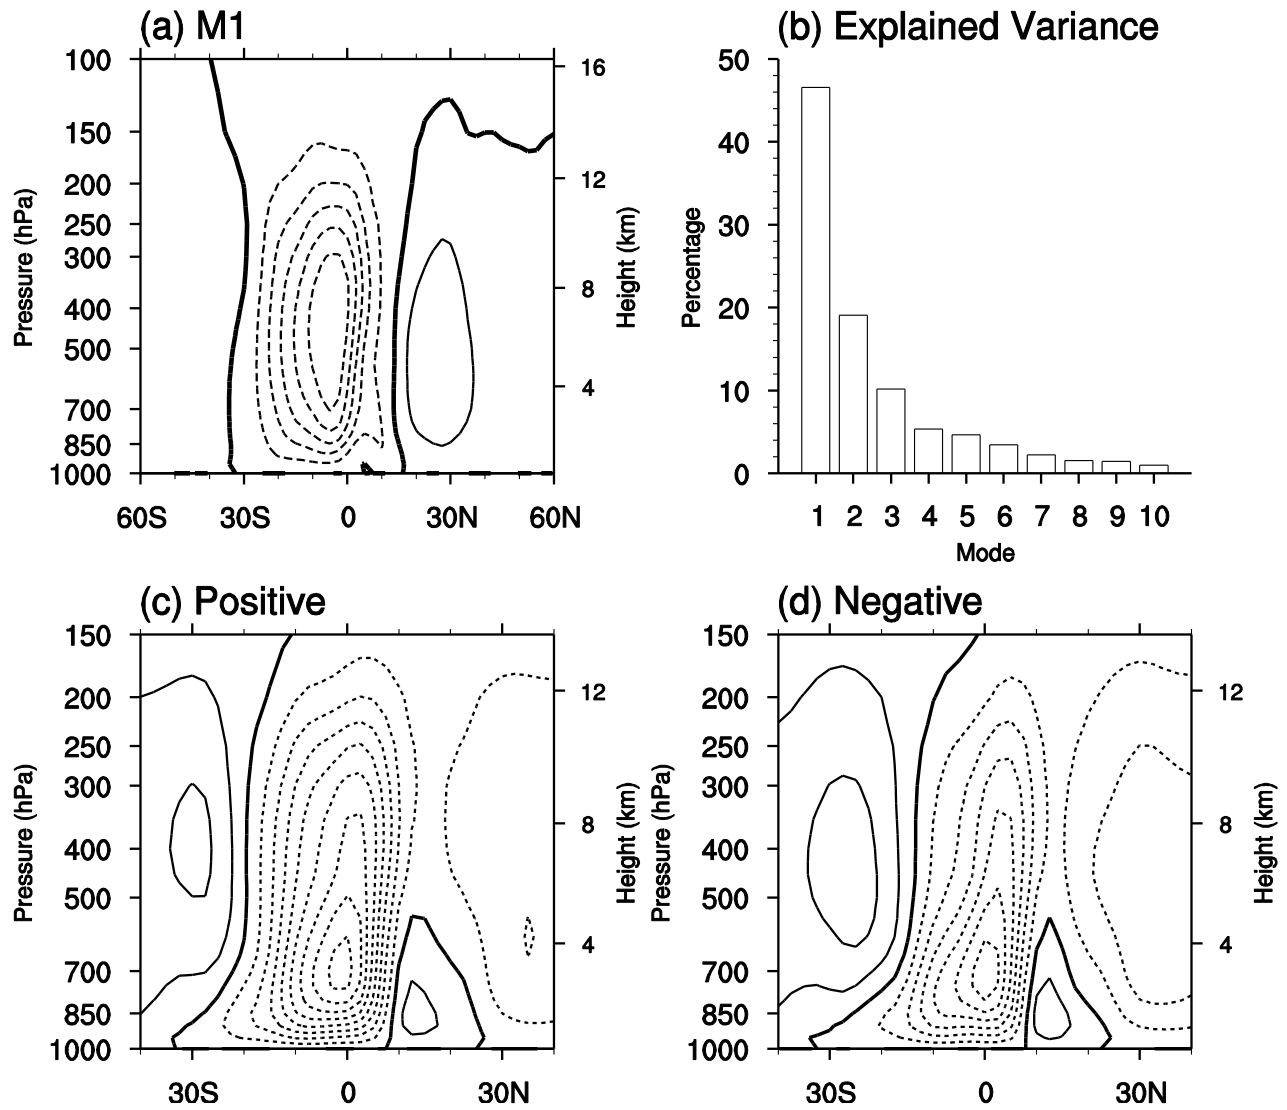 (a) M1
100
150
200
250
300
400
500
700
850
1000
Pressure (hPa)
16
12
8
4
Height (km)
60S 30S 0 30N 60N
(b) Explained Variance
50
40
30
20
10
0
Percentage
1 2 3 4 5 6 7 8 9 10
Mode
(c) Positive
150
200
250
300
400
500
700
850
1000
Pressure (hPa)
12
8
4
Height (km)
30S 0 30N
(d) Negative
150
200
250
300
400
500
700
850
1000
Pressure (hPa)
12
8
4
Height (km)
30S 0 30N